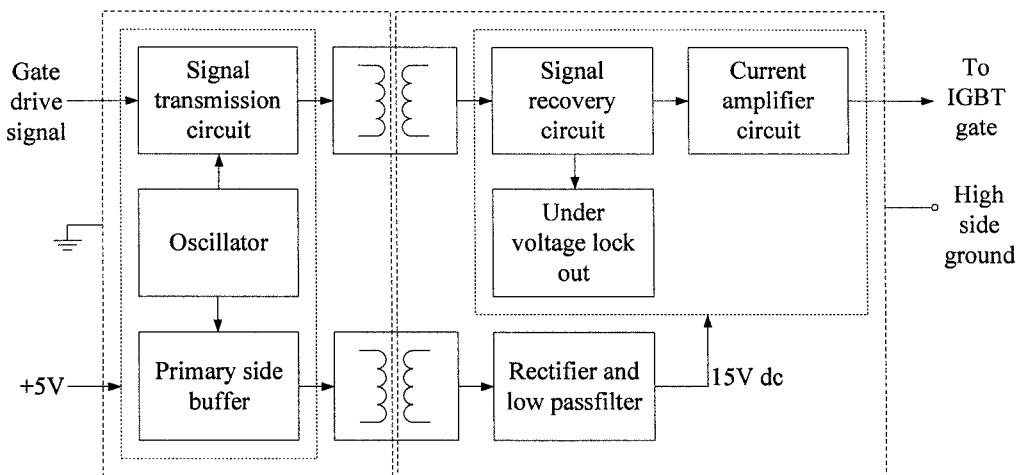 Gate
drive
signal
Signal
transmission
circuit
Signal
recovery
circuit
Current
amplifier
circuit
To
IGBT
gate
Oscillator
Under
voltage lock
out
High
side
ground
+5V
Primary side
buffer
Rectifier and
low passfilter
15V dc